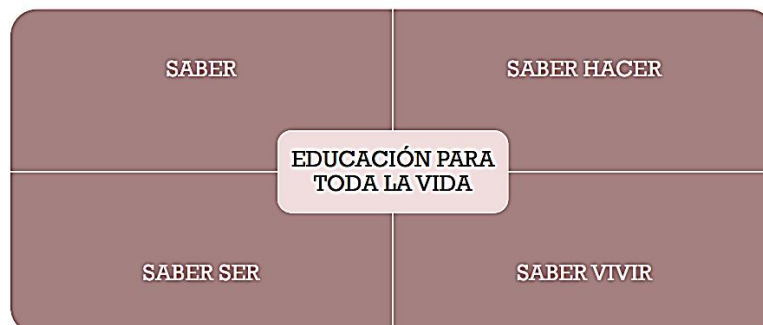 SABER
SABER HACER
EDUCACIÓN PARA
TODA LA VIDA
SABER SER
SABER VIVIR